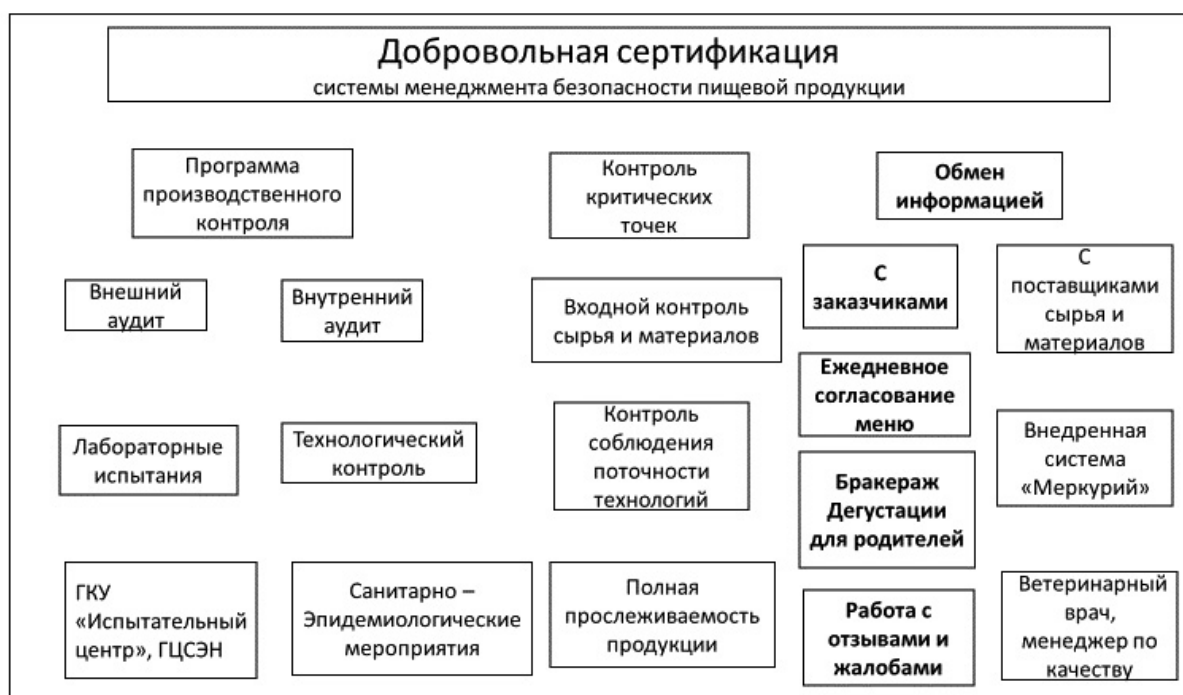 Добровольная сертификация
системы менеджмента безопасности пищевой продукции
Программа
производственного
контроля
Контроль
критических
точек
Обмен
информацией
Внешний
аудит
Внутренний
аудит
Входной контроль
сырья и материалов
С
заказчиками
С
поставщиками
сырья и
материалов
Ежедневное
согласование
меню
Лабораторные
испытания
Технологический
контроль
Контроль
соблюдения
поточности
технологий
Бракераж
Дегустации
для родителей
Внедренная
система
«Меркурий»
ГКУ
«Испытательный
центр», ГЦСЭН
Санитарно –
Эпидемиологические
мероприятия
Полная
прослеживаемость
продукции
Работа с
отзывами и
жалобами
Ветеринарный
врач,
менеджер по
качеству